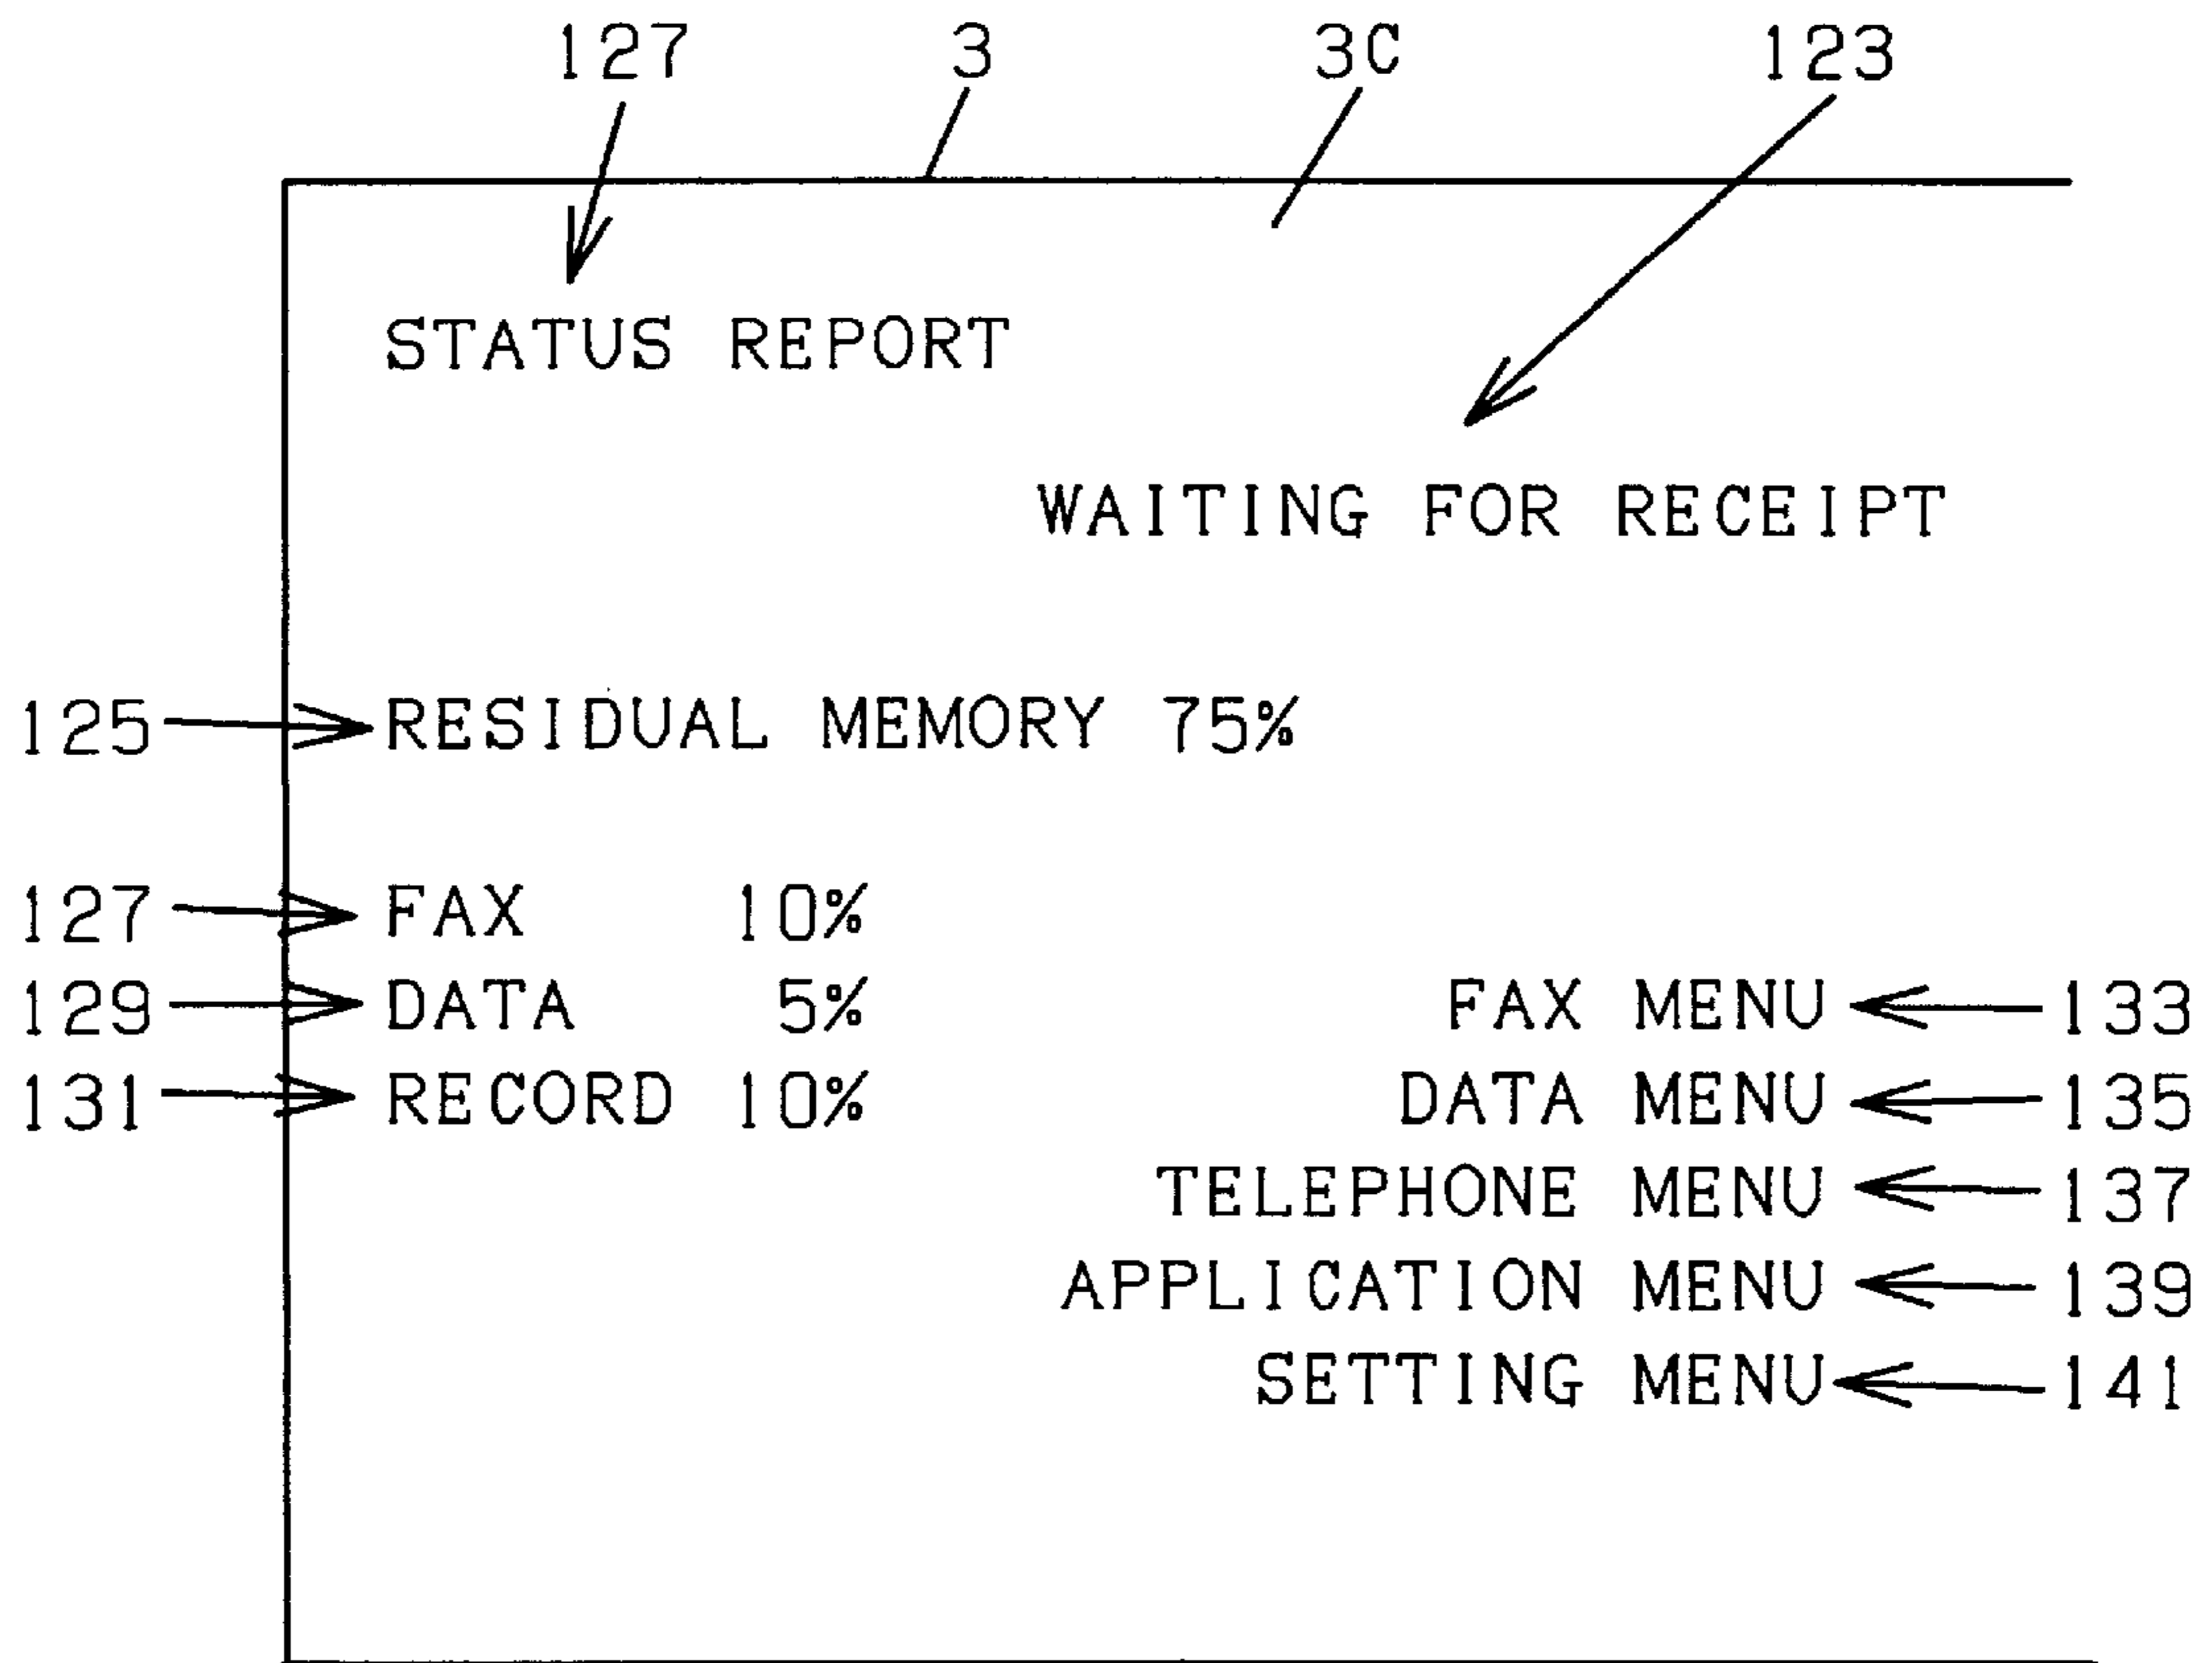 127 3 3C 123
STATUS REPORT
WAITING FOR RECEIPT
125 RESIDUAL MEMORY 75%
127 FAX 10%
129 DATA 5% FAX MENU 133
131 RECORD 10% DATA MENU 135
TELEPHONE MENU 137
APPLICATION MENU 139
SETTING MENU 141